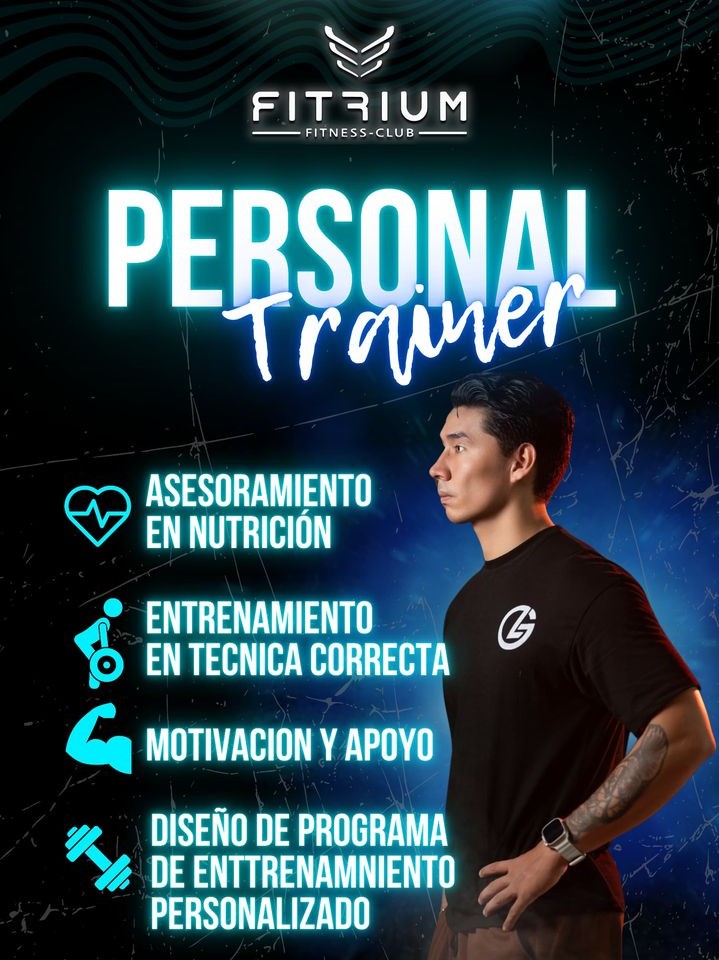 FITRIUM
FITNESS-CLUB
PERSONAL
Trainer
ASESORAMIENTO
EN NUTRICIÓN
ENTRENAMIENTO
EN TECNICA CORRECTA
MOTIVACION Y APOYO
DISEÑO DE PROGRAMA
DE ENTTRENAMNIENTO
PERSONALIZADO